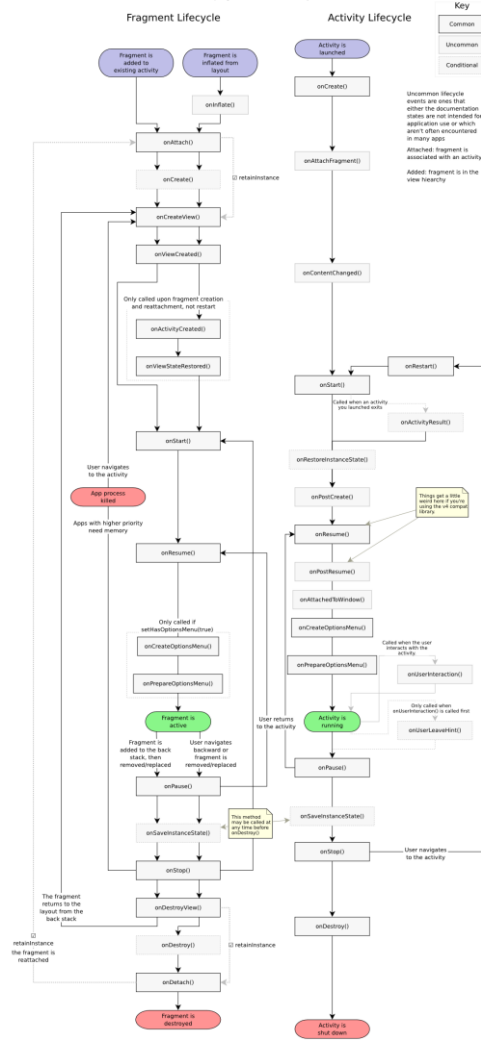 Fragment Lifecycle
Activity Lifecycle
Key
Common
Uncommon
Conditional
Uncommon lifecycle
events are ones that
either the documentation
states are not intended for
application use or which
aren't often encountered
in many apps
Attached: fragment is
associated with an activity
Added: fragment is in the
view hiearchy
Fragment is
added to
existing activity
Fragment is
inflated from
layout
onInflate()
onAttach()
onCreate()
☑ retainInstance
onCreateView()
onViewCreated()
Only called upon fragment creation
and reattachment, not restart
onActivityCreated()
onViewStateRestored()
onStart()
User navigates
to the activity
App process
killed
Apps with higher priority
need memory
onResume()
Only called if
setHasOptionsMenu(true)
onCreateOptionsMenu()
onPrepareOptionsMenu()
Fragment is
active
Fragment is
added to the back
stack, then
removed/replaced
User navigates
backward or
fragment is
removed/replaced
onPause()
onSaveInstanceState()
This method
may be called at
any time before
onDestroy()
onStop()
The fragment
returns to the
layout from the
back stack
onDestroyView()
☑
retainInstance
the fragment is
reattached
onDestroy()
☑ retainInstance
onDetach()
Fragment is
destroyed
Activity is
launched
onCreate()
onAttachFragment()
onContentChanged()
onRestart()
onStart()
Called when an activity
you launched exits
onActivityResult()
onRestoreInstanceState()
onPostCreate()
Things get a little
weird here if you're
using the v4 compat
library.
onResume()
onPostResume()
onAttachedToWindow()
onCreateOptionsMenu()
Called when the user
interacts with the
activity.
onPrepareOptionsMenu()
onUserInteraction()
User returns
to the activity
Activity is
running
Only called when
onUserInteraction() is called first
onUserLeaveHint()
onPause()
onSaveInstanceState()
onStop()
User navigates
to the activity
onDestroy()
Activity is
shut down